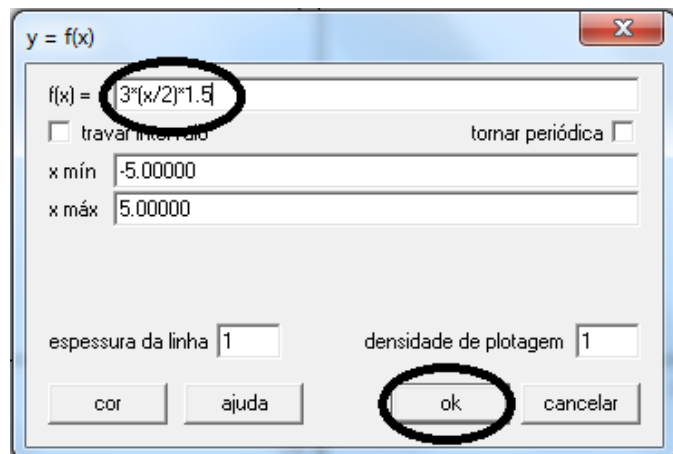 y = f(x)
f(x) = 3*(x/2)*1.5
travar intervalo tornar periódica
x mín -5.00000
x máx 5.00000
espessura da linha 1 densidade de plotagem 1
cor ajuda ok cancelar